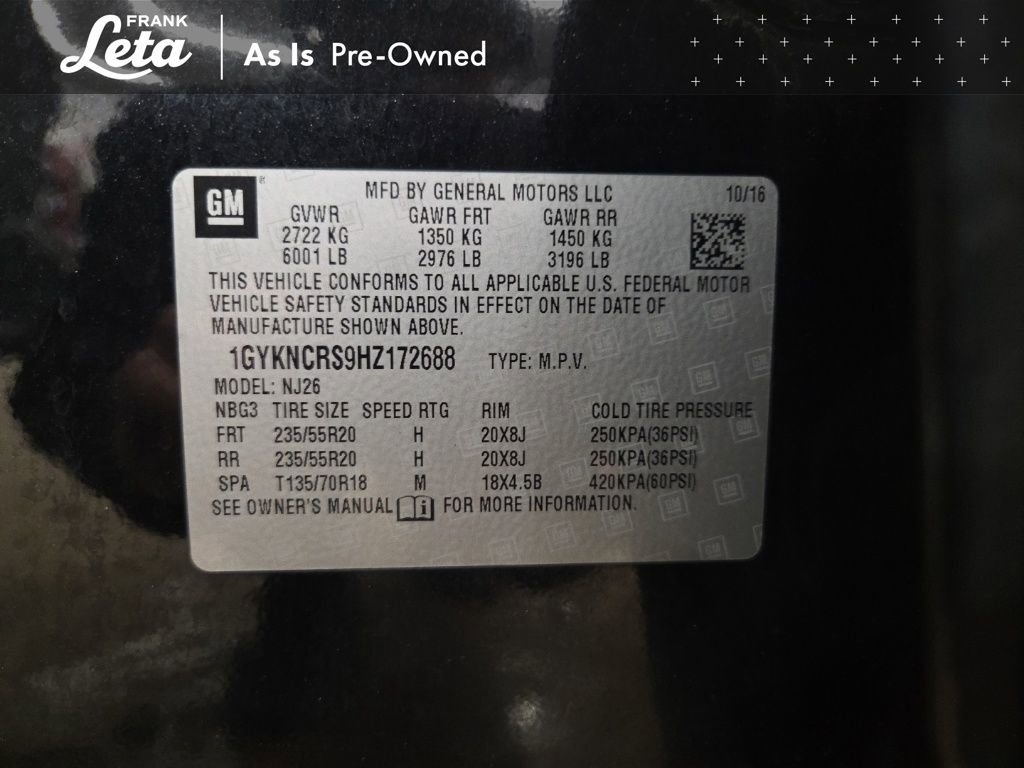 FRANK
Leta
As Is Pre-Owned
GM
MFD BY GENERAL MOTORS LLC 10/16
GVWR GAWR FRT GAWR RR
2722 KG 1350 KG 1450 KG
6001 LB 2976 LB 3196 LB
THIS VEHICLE CONFORMS TO ALL APPLICABLE U.S. FEDERAL MOTOR
VEHICLE SAFETY STANDARDS IN EFFECT ON THE DATE OF
MANUFACTURE SHOWN ABOVE.
1GYKNCRS9HZ172688 TYPE: M.P.V.
MODEL: NJ26
NBG3 TIRE SIZE SPEED RTG RIM COLD TIRE PRESSURE
FRT 235/55R20 H 20X8J 250KPA(36PSI)
RR 235/55R20 H 20X8J 250KPA(36PSI)
SPA T135/70R18 M 18X4.5B 420KPA(60PSI)
SEE OWNER'S MANUAL i FOR MORE INFORMATION.